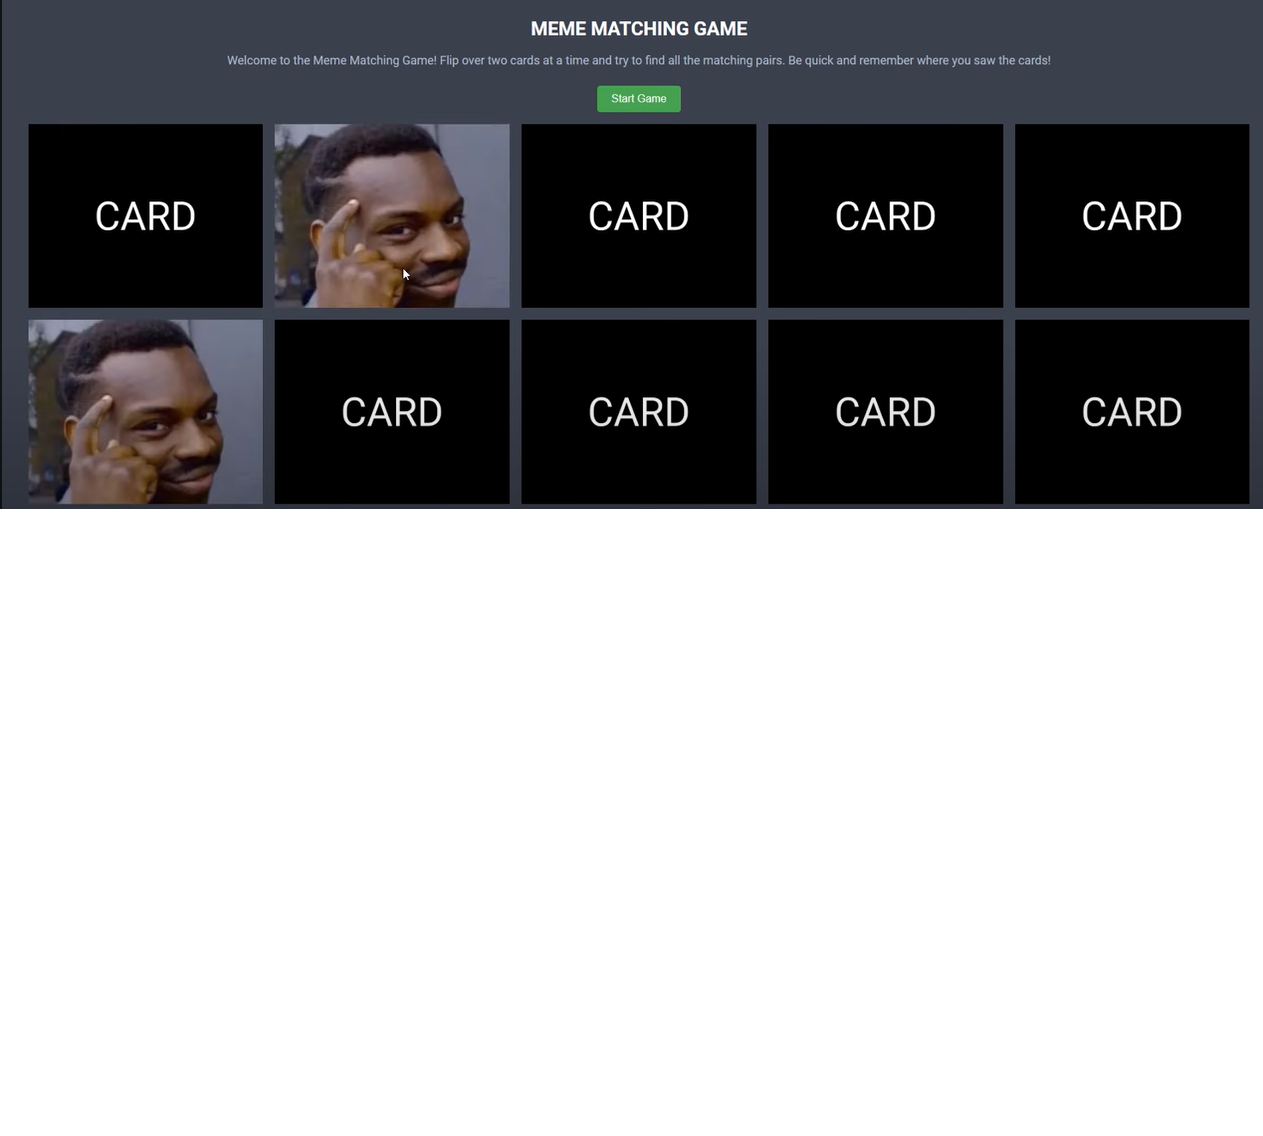 MEME MATCHING GAME
Welcome to the Meme Matching Game! Flip over two cards at a time and try to find all the matching pairs. Be quick and remember where you saw the cards!
Start Game
CARD CARD CARD CARD
CARD CARD CARD CARD